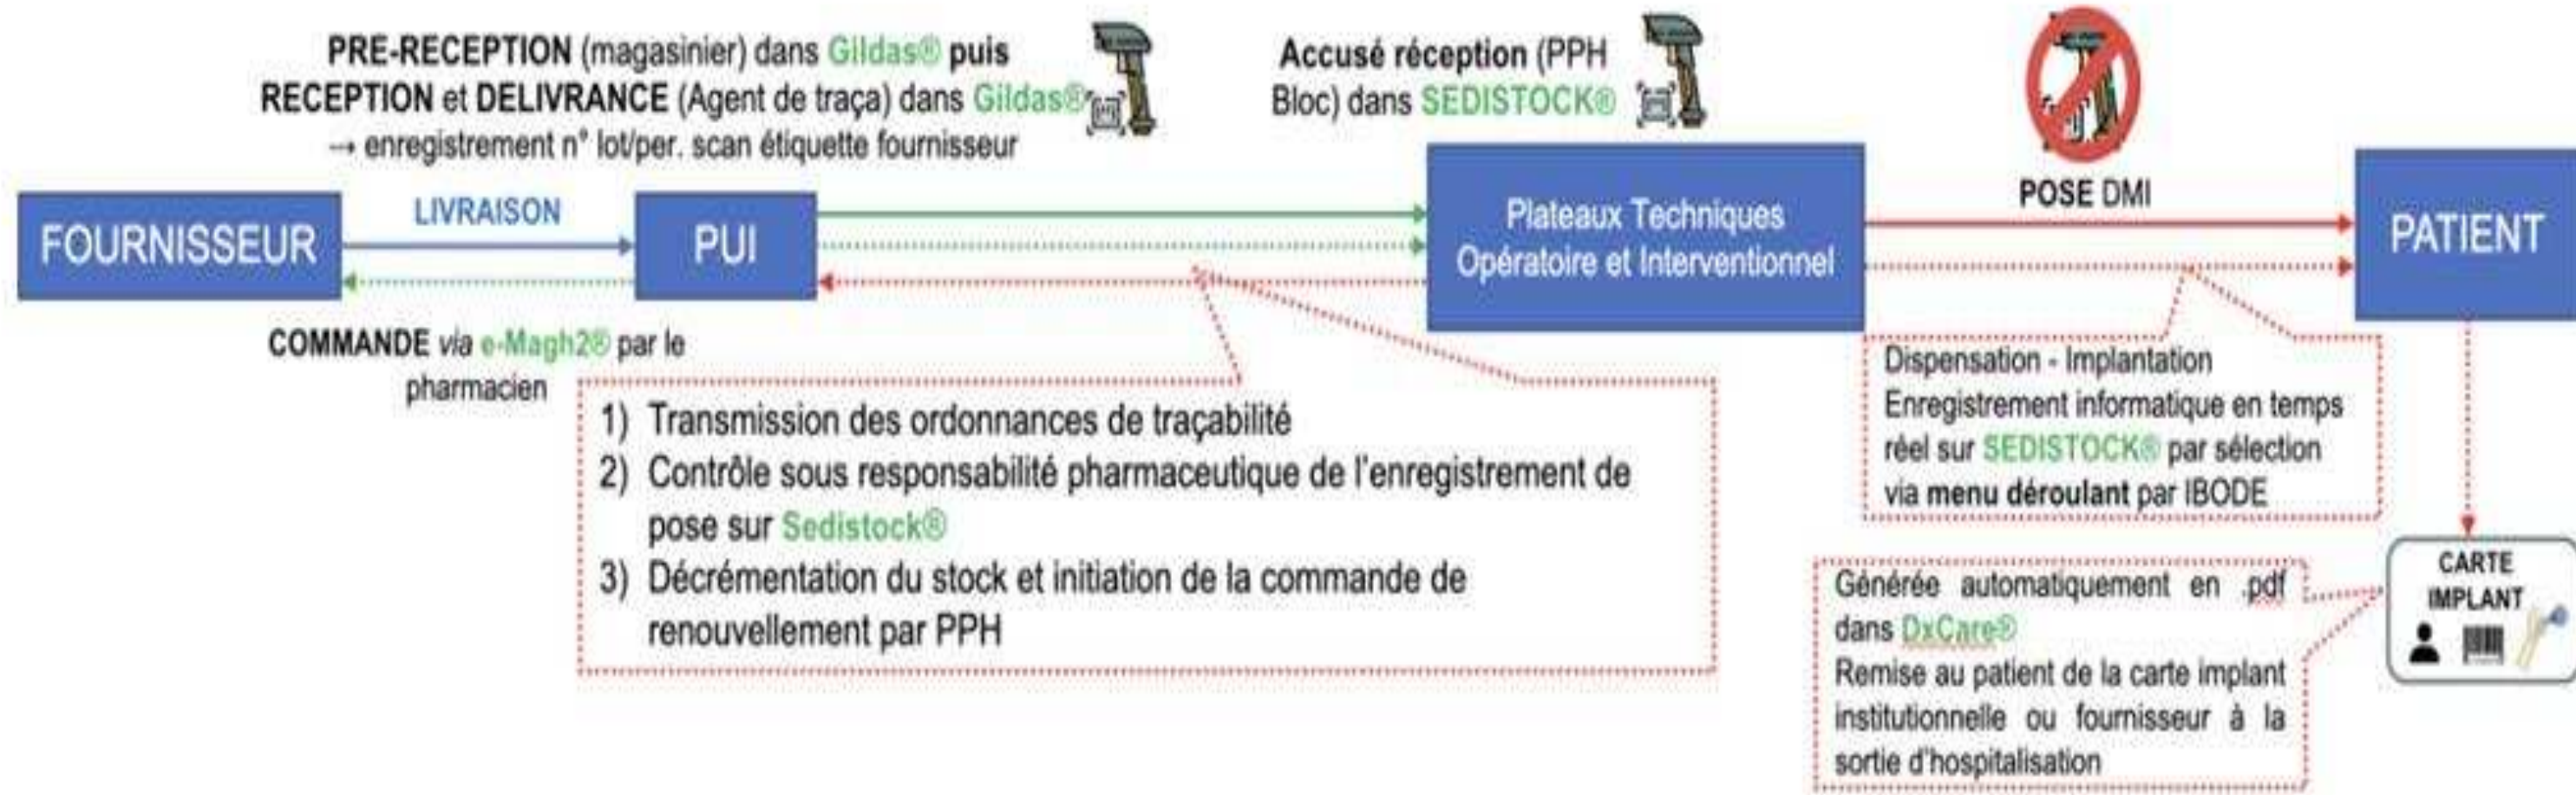 PRE-RECEPTION (magasinier) dans Gildas® puis
RECEPTION et DELIVRANCE (Agent de traça) dans Gildas®
→ enregistrement n° lot/per. scan étiquette fournisseur
Accusé réception (PPH
Bloc) dans SEDISTOCK®
POSE DMI
FOURNISSEUR
LIVRAISON
PUI
Plateaux Techniques
Opératoire et Interventionnel
PATIENT
COMMANDE via e-Magh2® par le
pharmacien
1) Transmission des ordonnances de traçabilité
2) Contrôle sous responsabilité pharmaceutique de l'enregistrement de
pose sur Sedistock®
3) Décrémentation du stock et initiation de la commande de
renouvellement par PPH
Dispensation - Implantation
Enregistrement informatique en temps
réel sur SEDISTOCK® par sélection
via menu déroulant par IBODE
Générée automatiquement en .pdf
dans DxCare®
Remise au patient de la carte implant
institutionnelle ou fournisseur à la
sortie d'hospitalisation
CARTE
IMPLANT